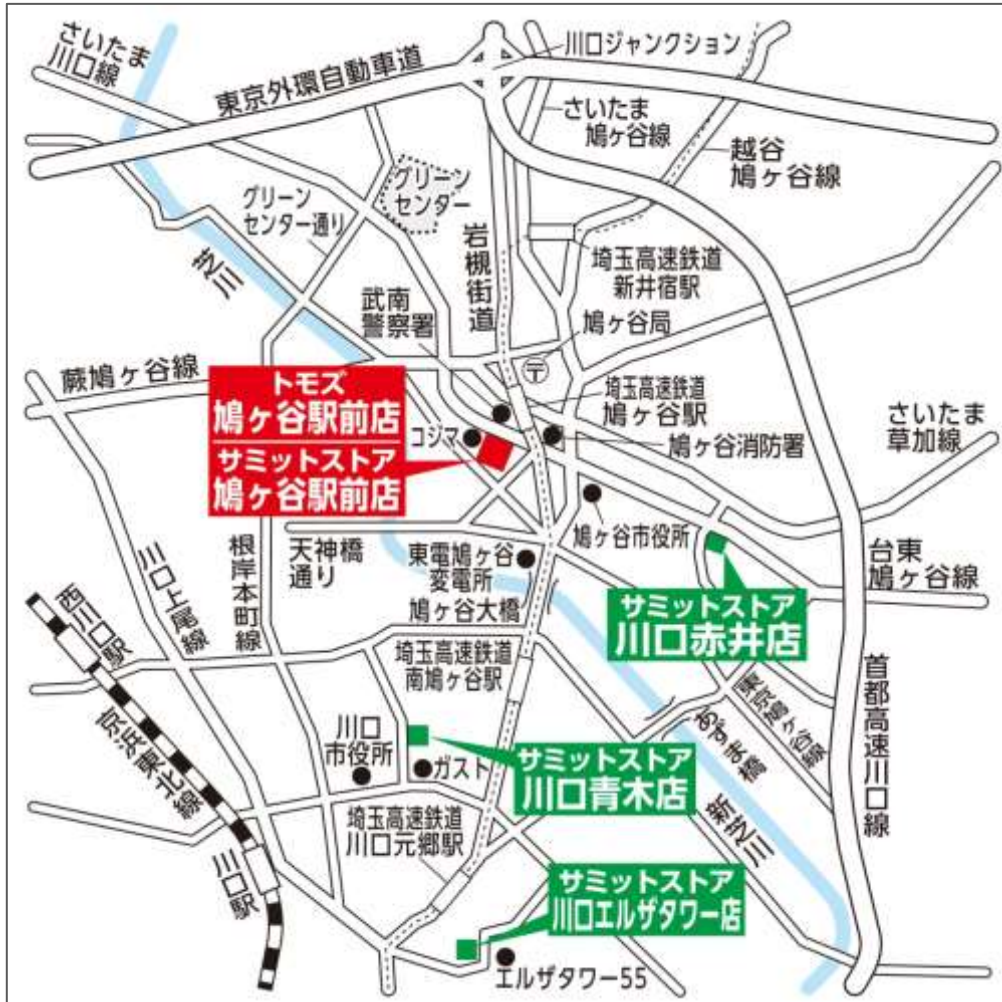 さいたま
川口線
東京外環自動車道
川口ジャンクション
さいたま
鳩ヶ谷線
越谷
鳩ヶ谷線
グリーン
センター通り
グリーン
センター
岩槻街道
埼玉高速鉄道
新井宿駅
芝川
武南
警察署
鳩ヶ谷局
〒
蕨鳩ヶ谷線
トモズ
鳩ヶ谷駅前店
サミットストア
鳩ヶ谷駅前店
コジマ
埼玉高速鉄道
鳩ヶ谷駅
鳩ヶ谷消防署
さいたま
草加線
鳩ヶ谷市役所
天神橋
通り
東電鳩ヶ谷
変電所
鳩ヶ谷大橋
台東
鳩ヶ谷線
サミットストア
川口赤井店
根岸本町線
川口上尾線
西川口駅
京浜東北線
埼玉高速鉄道
南鳩ヶ谷駅
首都高速川口線
東京鳩ヶ谷線
あずま橋
川口
市役所
ガスト
サミットストア
川口青木店
新芝川
埼玉高速鉄道
川口元郷駅
川口駅
サミットストア
川口エルザタワー店
エルザタワー55